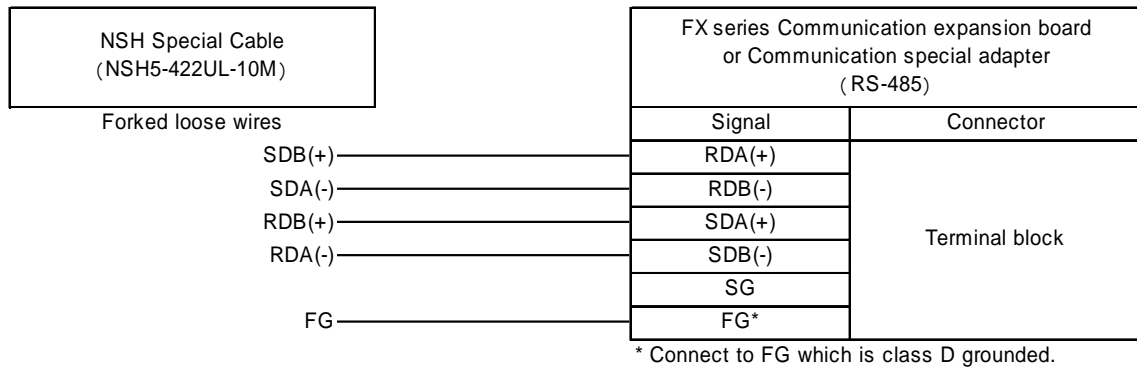 NSH Special Cable
(NSH5-422UL-10M)
FX series Communication expansion board
or Communication special adapter
(RS-485)
Forked loose wires
Signal Connector
SDB(+) RDA(+)
SDA(-) RDB(-)
RDB(+) SDA(+)
RDA(-) SDB(-)
Terminal block
SG
FG FG*
* Connect to FG which is class D grounded.